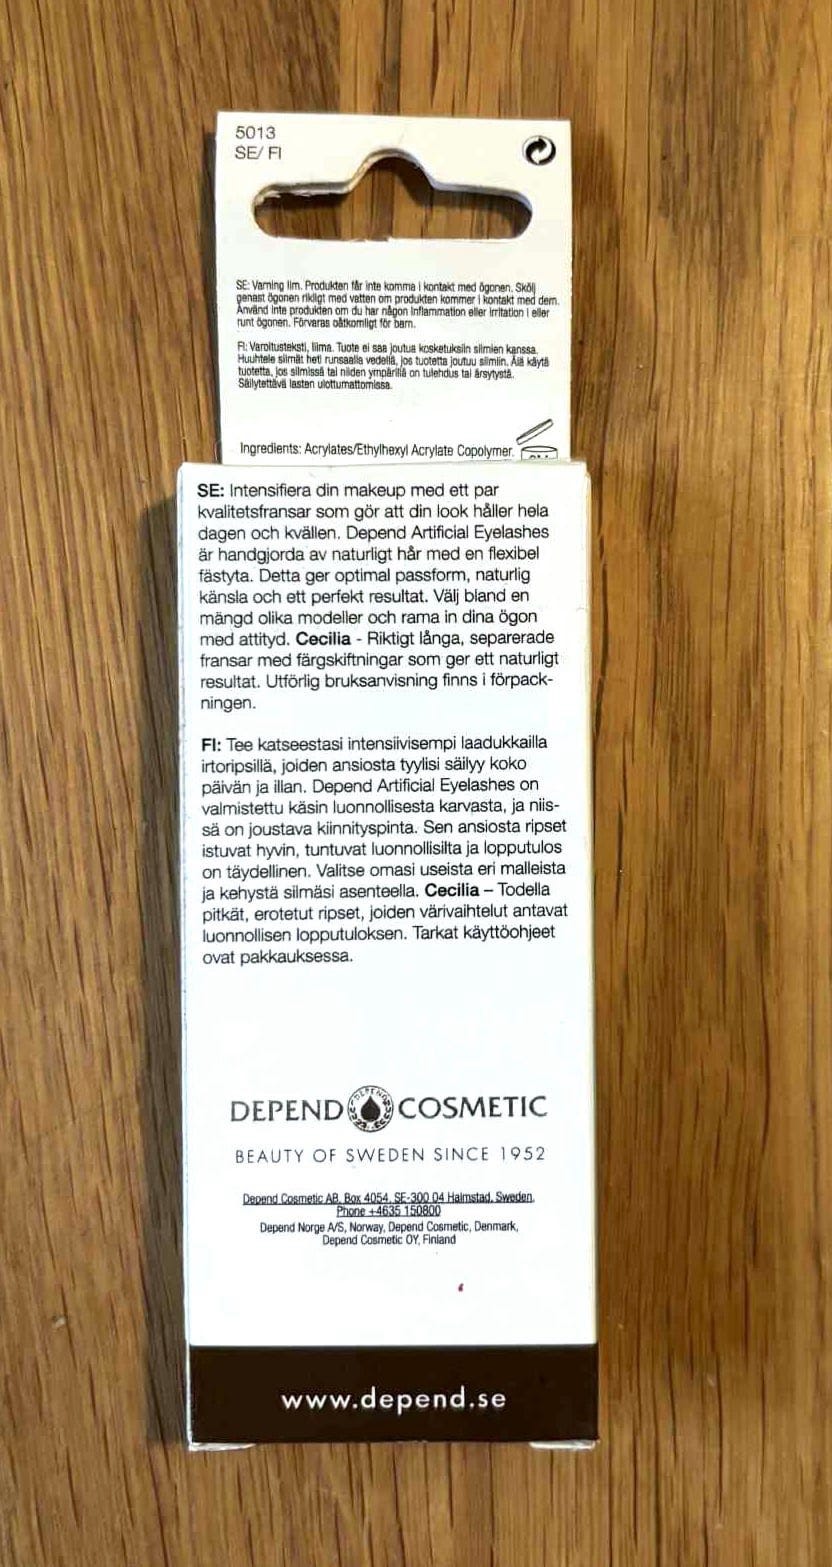 5013
SE/ FI
SE: Varning lim. Produkten får inte komma i kontakt med ögonen. Skölj
genast ögonen rikligt med vatten om produkten kommer i kontakt med dem.
Använd inte produkten om du har någon inflammation eller irritation i eller
runt ögonen. Förvaras oåtkomligt för barn.
FI: Varoitusteksti, liima. Tuote ei saa joutua kosketuksiin silmien kanssa.
Huuhtele silmät heti runsaalla vedellä, jos tuotetta joutuu silmiin. Älä käytä
tuotetta, jos silmissä tai niiden ympärillä on tulehdus tai ärsytystä.
Säilytettävä lasten ulottumattomissa.
Ingredients: Acrylates/Ethylhexyl Acrylate Copolymer.
SE: Intensifiera din makeup med ett par
kvalitetsfransar som gör att din look håller hela
dagen och kvällen. Depend Artificial Eyelashes
är handgjorda av naturligt hår med en flexibel
fästyta. Detta ger optimal passform, naturlig
känsla och ett perfekt resultat. Välj bland en
mängd olika modeller och rama in dina ögon
med attityd. Cecilia - Riktigt långa, separerade
fransar med färgskiftningar som ger ett naturligt
resultat. Utförlig bruksanvisning finns i förpack-
ningen.
FI: Tee katseestasi intensiivisempi laadukkailla
irtoripsillä, joiden ansiosta tyylisi säilyy koko
päivän ja illan. Depend Artificial Eyelashes on
valmistettu käsin luonnollisesta karvasta, ja niis-
sä on joustava kiinnityspinta. Sen ansiosta ripset
istuvat hyvin, tuntuvat luonnollisilta ja lopputulos
on täydellinen. Valitse omasi useista eri malleista
ja kehystä silmäsi asenteella. Cecilia – Todella
pitkät, erotetut ripset, joiden värivaihtelut antavat
luonnollisen lopputuloksen. Tarkat käyttöohjeet
ovat pakkauksessa.
DEPEND DEPEND COSMETIC
BEAUTY OF SWEDEN SINCE 1952
Depend Cosmetic AB, Box 4054, SE-300 04 Halmstad, Sweden,
Phone +4635 150800
Depend Norge A/S, Norway, Depend Cosmetic, Denmark,
Depend Cosmetic OY, Finland
www.depend.se